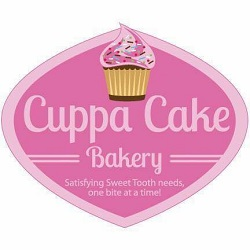 Cuppa Cake
Bakery
Satisfying Sweet Tooth needs,
one bite at a time!